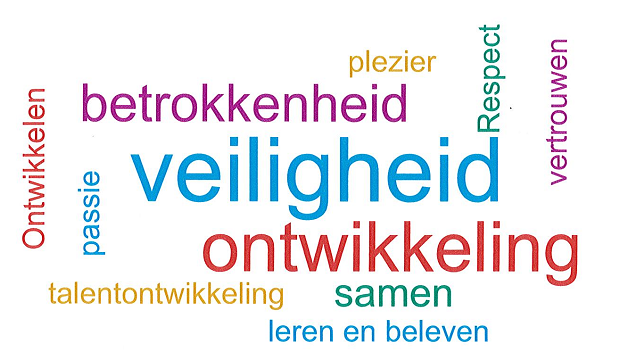 plezier
Respect
vertrouwen
Ontwikkelen
betrokkenheid
veiligheid
passie
ontwikkeling
talentontwikkeling
samen
leren en beleven